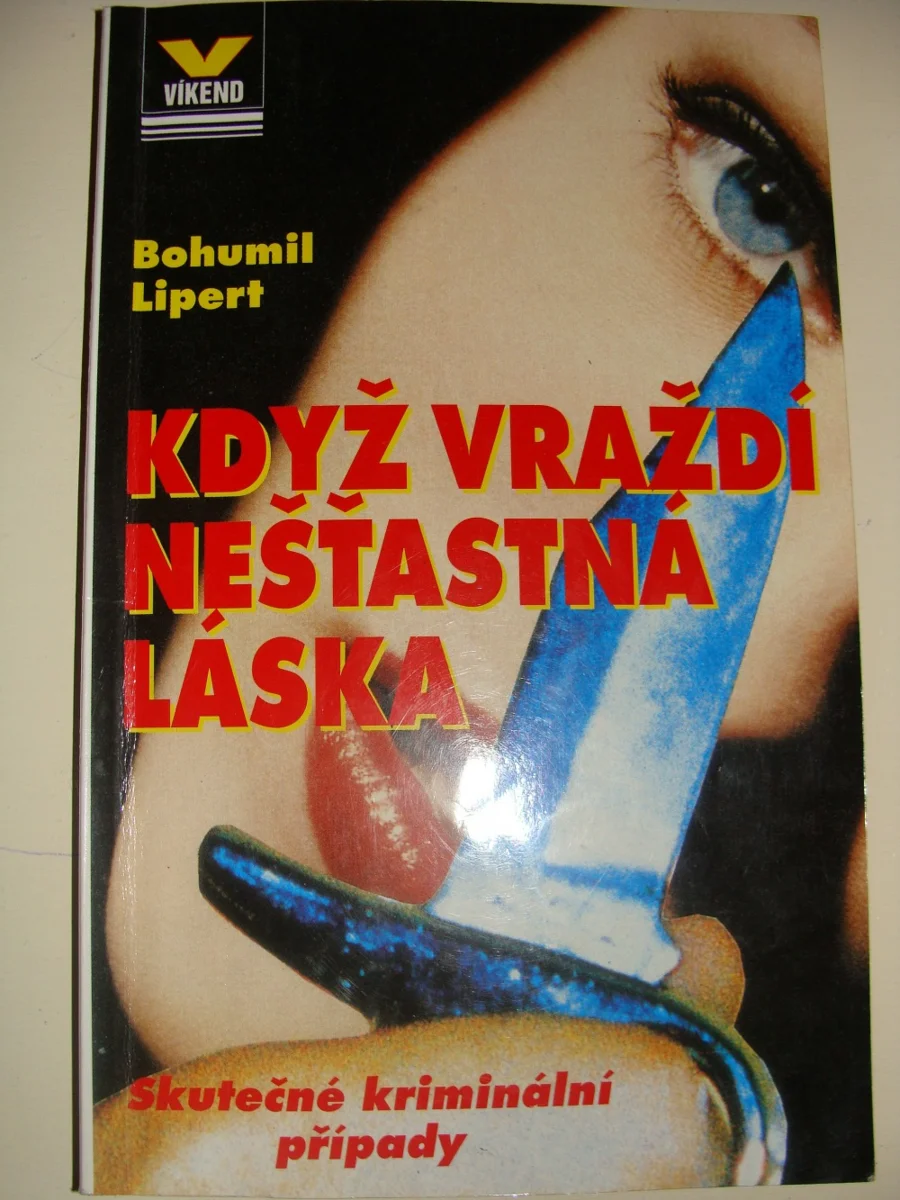 VÍKEND
Bohumil
Lipert
KDYŽ VRAŽDÍ
NEŠŤASTNÁ
LÁSKA
Skutečné kriminální
případy